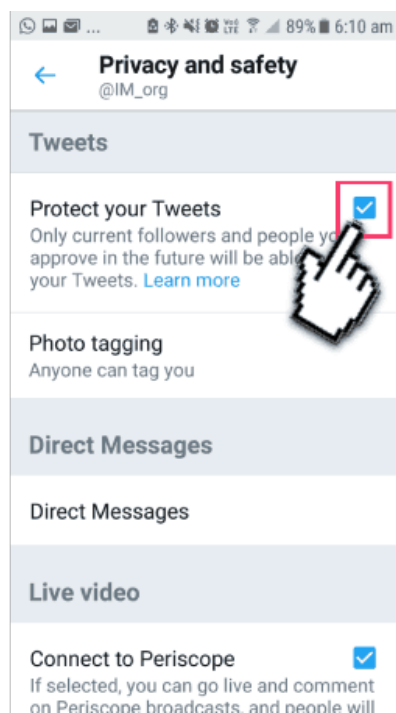 ... 89% 6:10 am
Privacy and safety
@IM_org
Tweets
Protect your Tweets
Only current followers and people yo
approve in the future will be abl
your Tweets. Learn more
Photo tagging
Anyone can tag you
Direct Messages
Direct Messages
Live video
Connect to Periscope
If selected, you can go live and comment
on Periscope broadcasts, and people will